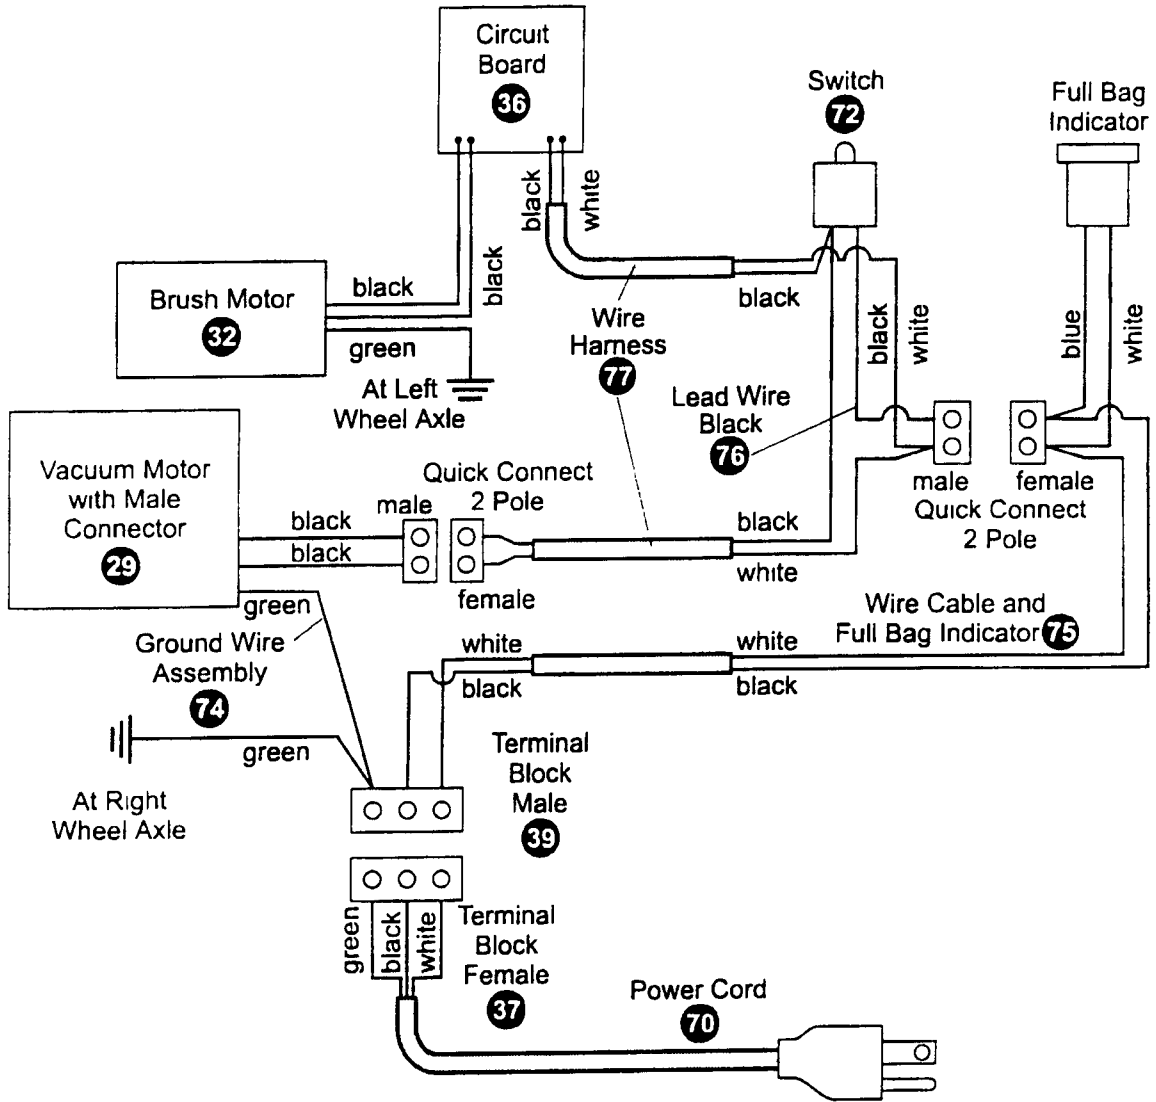 Circuit
Board
36
Switch
72
Full Bag
Indicator
black
white
black
black
black
white
blue
white
black
Brush Motor
32
green
At Left
Wheel Axle
Wire
Harness
77
Lead Wire
Black
76
Vacuum Motor
with Male
Connector
29
black
black
green
male
Quick Connect
2 Pole
female
black
white
male
female
Quick Connect
2 Pole
Wire Cable and
Full Bag Indicator 75
Ground Wire
Assembly
74
white
black
white
black
green
At Right
Wheel Axle
Terminal
Block
Male
39
green
black
white
Terminal
Block
Female
37
Power Cord
70